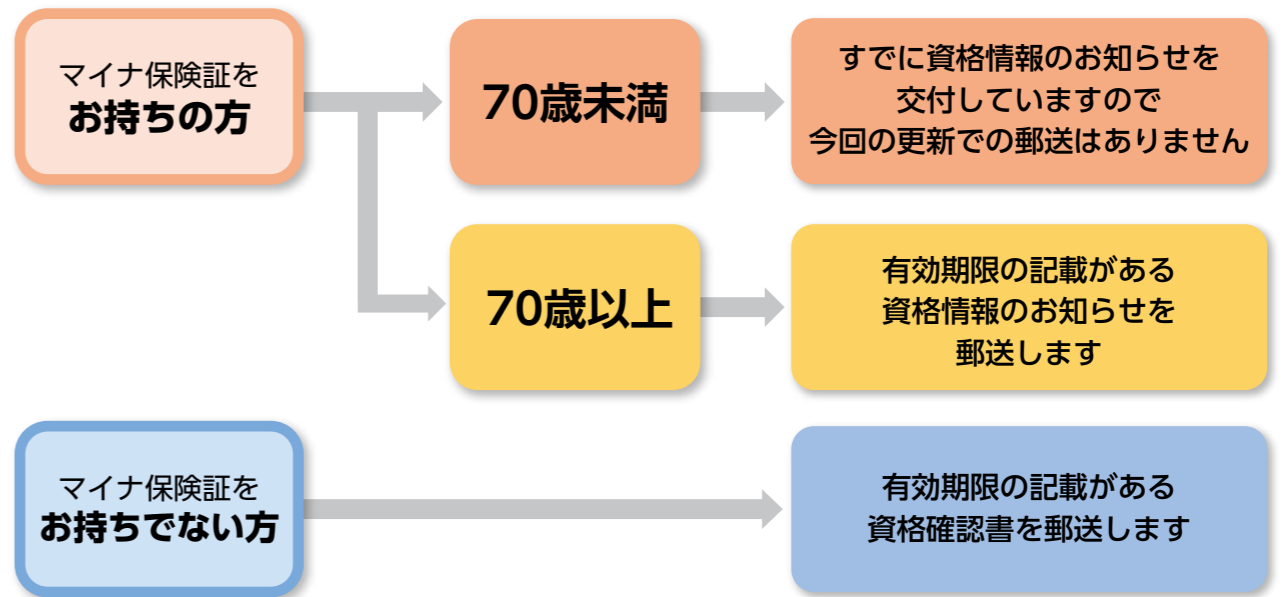 マイナ保険証を
お持ちの方
70歳未満
すでに資格情報のお知らせを
交付していますので
今回の更新での郵送はありません
70歳以上
有効期限の記載がある
資格情報のお知らせを
郵送します
マイナ保険証を
お持ちでない方
有効期限の記載がある
資格確認書を郵送します